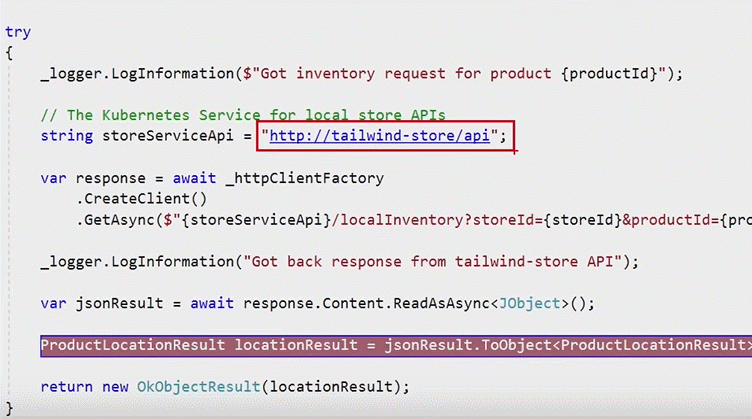 try
{
_logger.LogInformation($"Got inventory request for product {productId}");
// The Kubernetes Service for local store APIs
string storeServiceApi = "http://tailwind-store/api";
var response = await _httpClientFactory
.CreateClient()
.GetAsync($"{storeServiceApi}/localInventory?storeId={storeId}&productId={pro
_logger.LogInformation("Got back response from tailwind-store API");
var jsonResult = await response.Content.ReadAsAsync<JObject>();
ProductLocationResult locationResult = jsonResult.ToObject<ProductLocationResult>
return new OkObjectResult(locationResult);
}